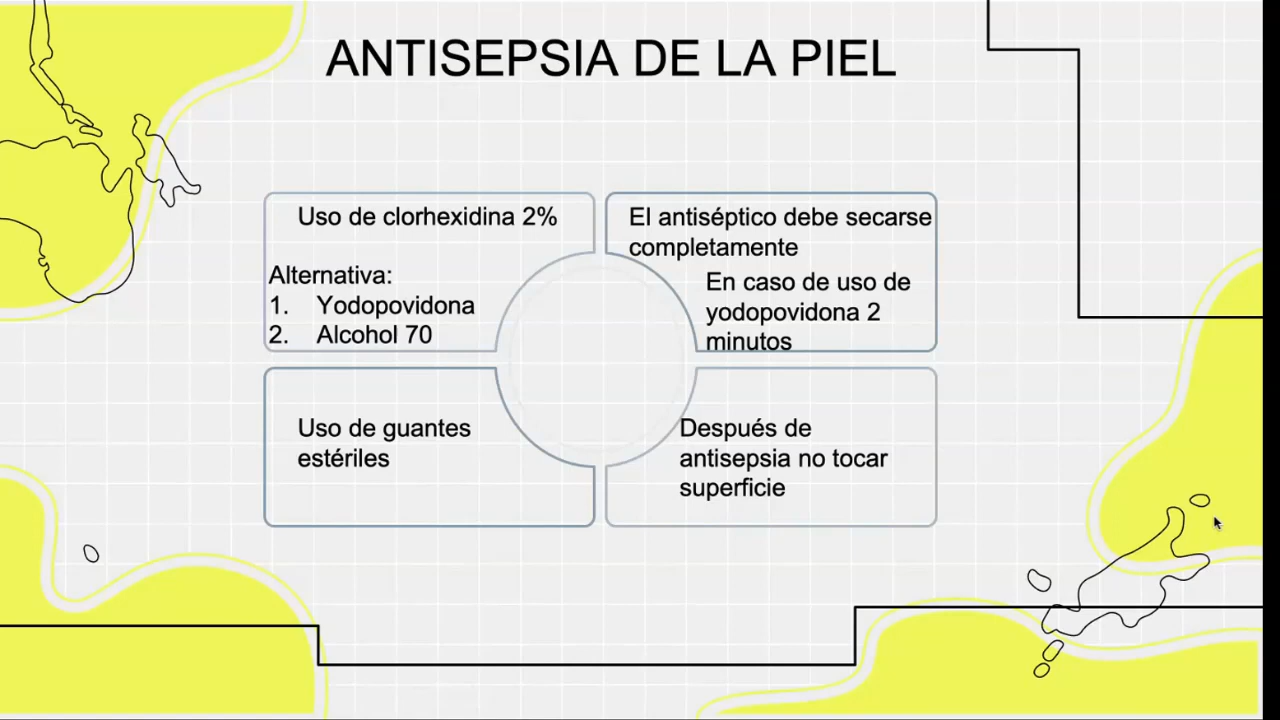 ANTISEPSIA DE LA PIEL
Uso de clorhexidina 2%
Alternativa:
1. Yodopovidona
2. Alcohol 70
El antiséptico debe secarse
completamente
En caso de uso de
yodopovidona 2
minutos
Uso de guantes
estériles
Después de
antisepsia no tocar
superficie